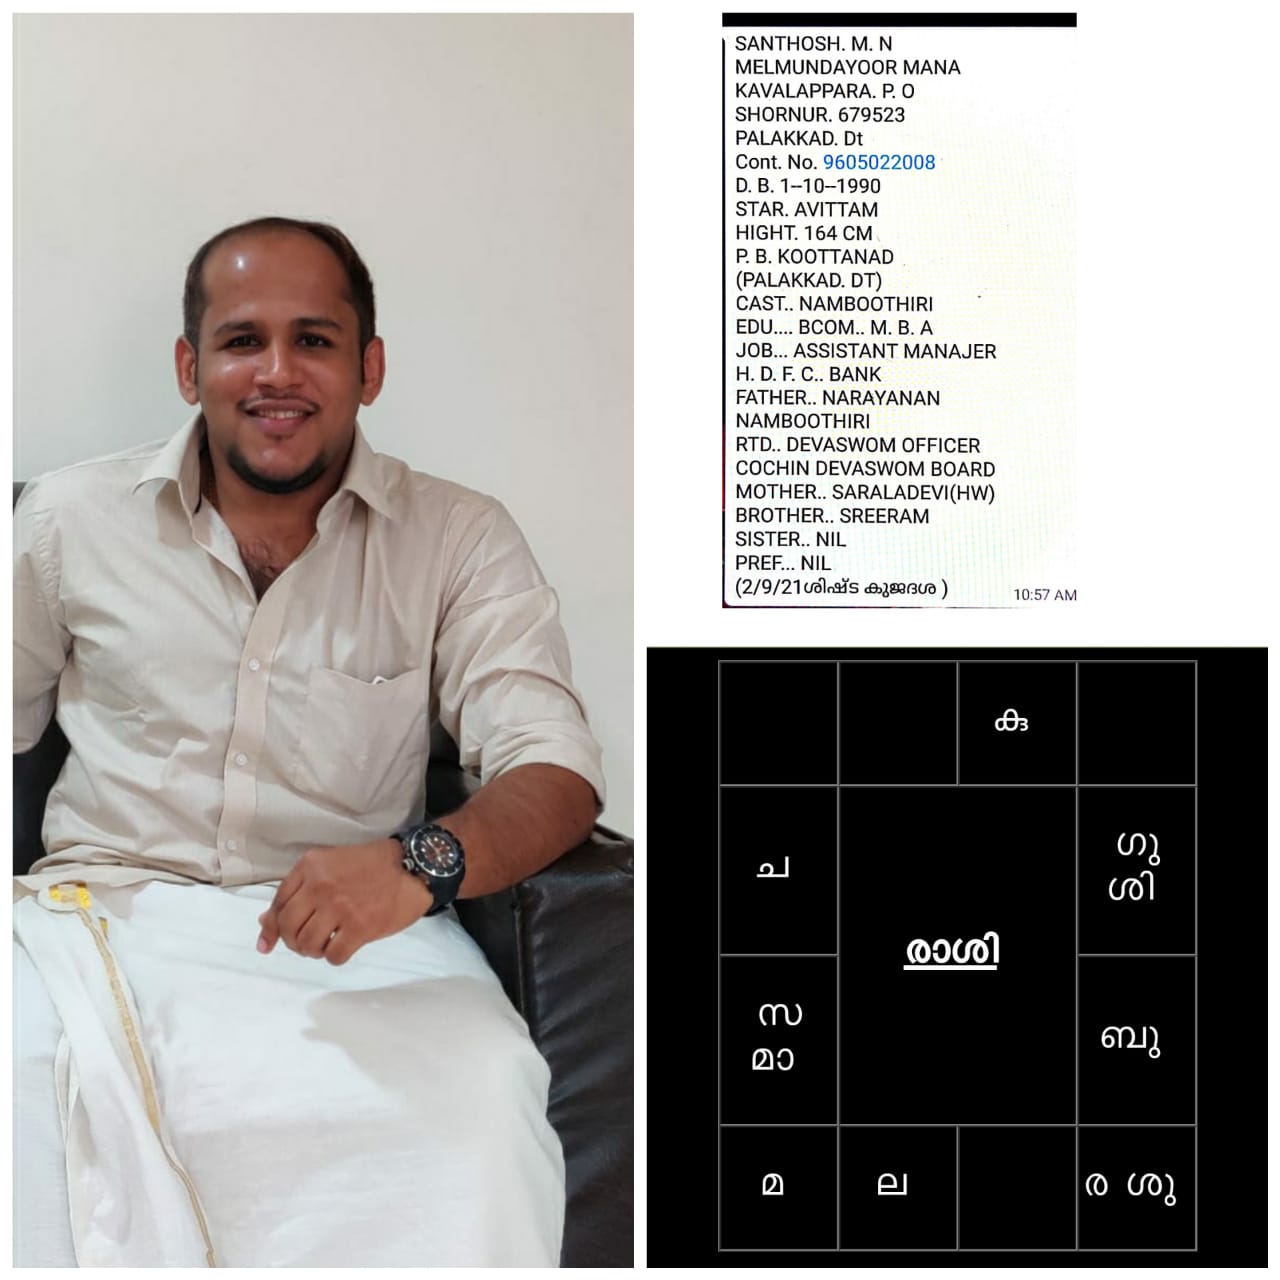 SANTHOSH. M. N
MELMUNDAYOOR MANA
KAVALAPPARA. P. O
SHORNUR. 679523
PALAKKAD. Dt
Cont. No. 9605022008
D. B. 1--10--1990
STAR. AVITTAM
HIGHT. 164 CM
P. B. KOOTTANAD
(PALAKKAD. DT)
CAST.. NAMBOOTHIRI
EDU.... BCOM.. M. B. A
JOB... ASSISTANT MANAJER
H. D. F. C.. BANK
FATHER.. NARAYANAN
NAMBOOTHIRI
RTD.. DEVASWOM OFFICER
COCHIN DEVASWOM BOARD
MOTHER.. SARALADEVI(HW)
BROTHER.. SREERAM
SISTER.. NIL
PREF... NIL
(2/9/21ശിഷ്ട കുജദശ )
10:57 AM
കു
ച
ഗു
ശി
രാശി
സ
മാ
ബു
മ
ല
ര ശു